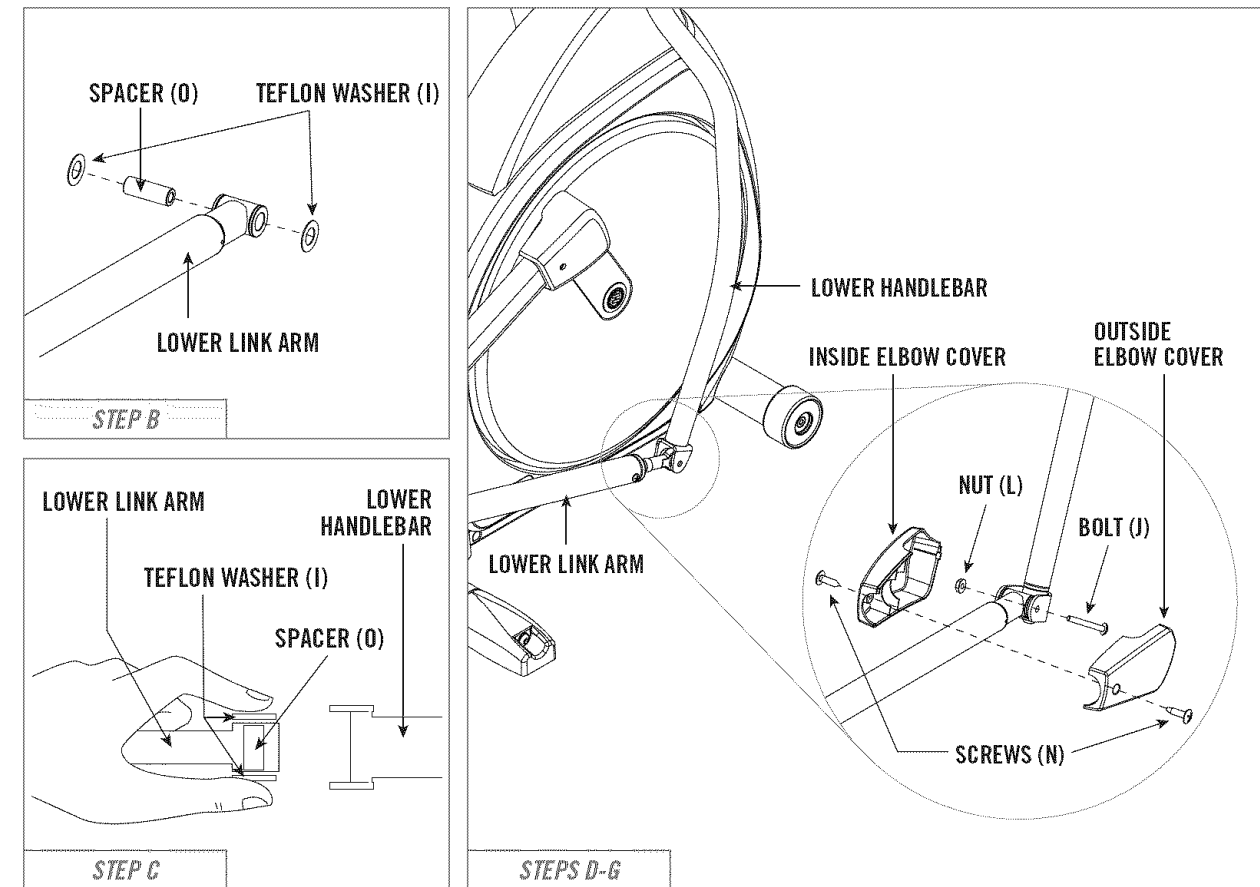 SPACER (O)
TEFLON WASHER (I)
LOWER LINK ARM
STEP B
LOWER LINK ARM
LOWER
HANDLEBAR
TEFLON WASHER (I)
SPACER (O)
STEP C
LOWER HANDLEBAR
INSIDE ELBOW COVER
OUTSIDE
ELBOW COVER
NUT (L)
BOLT (J)
LOWER LINK ARM
SCREWS (N)
STEPS D-G